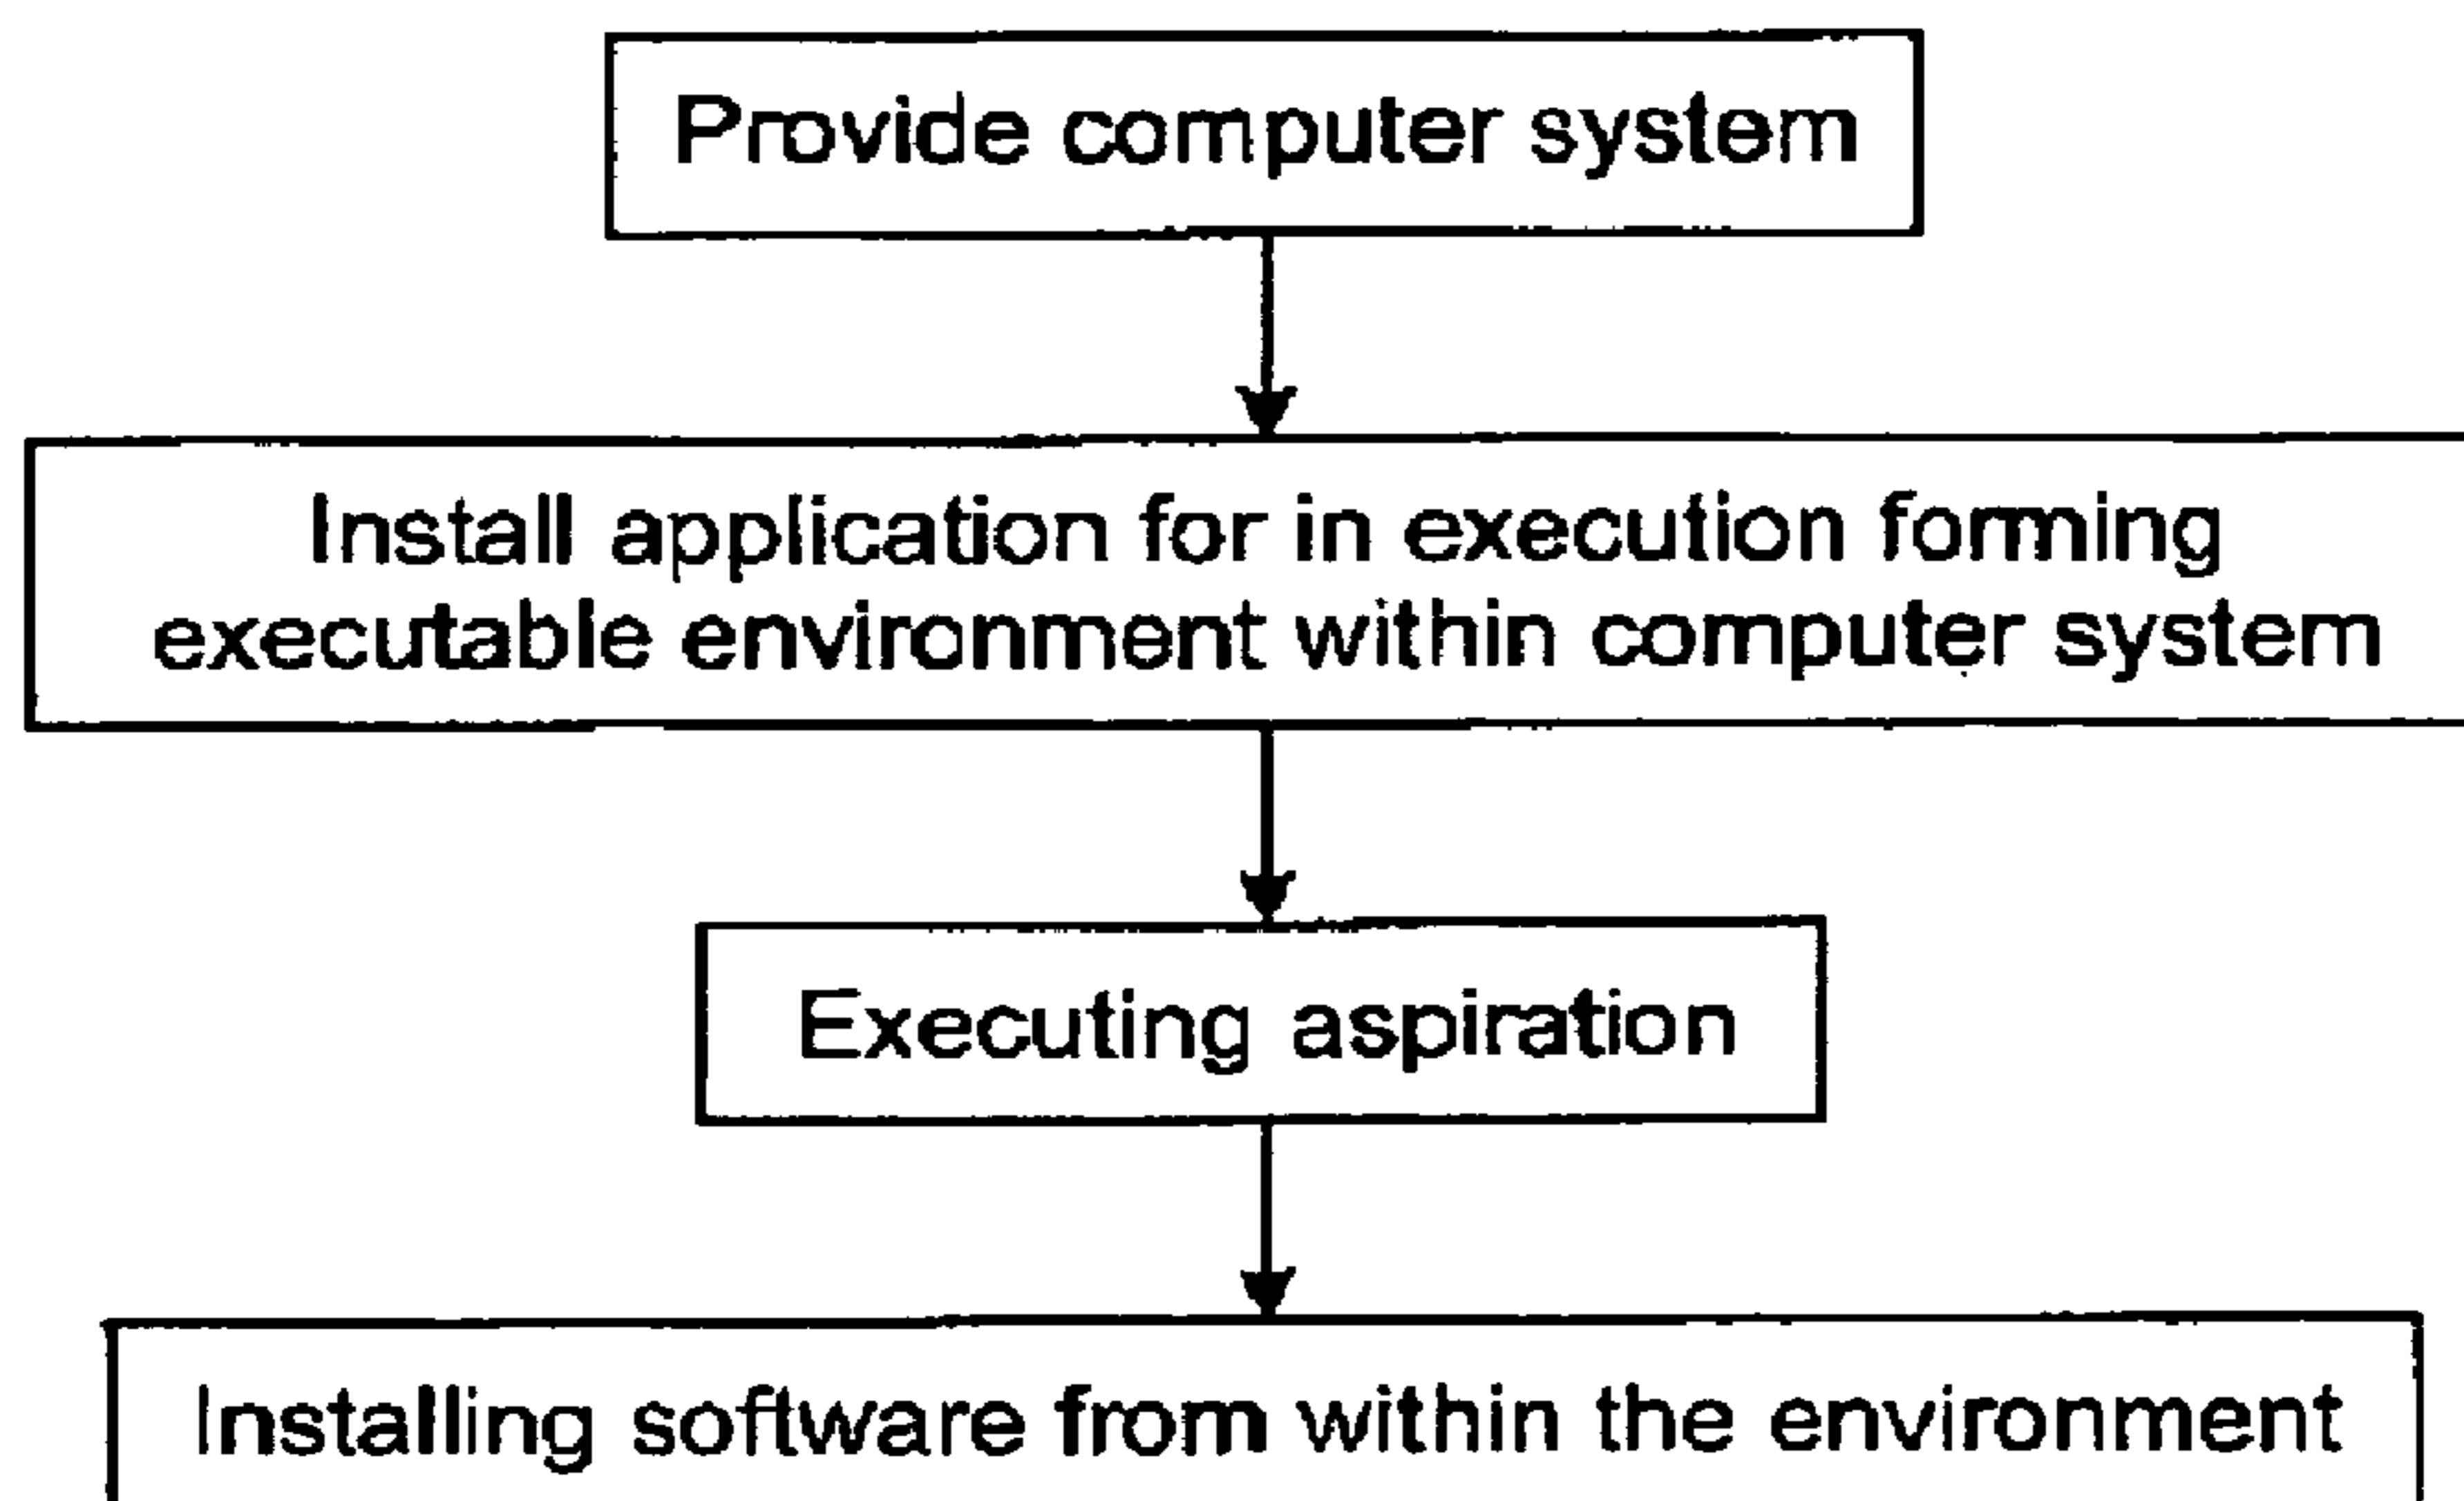 Provide computer system
Install application for in execution forming
executable environment within computer system
Executing aspiration
Installing software from within the environment